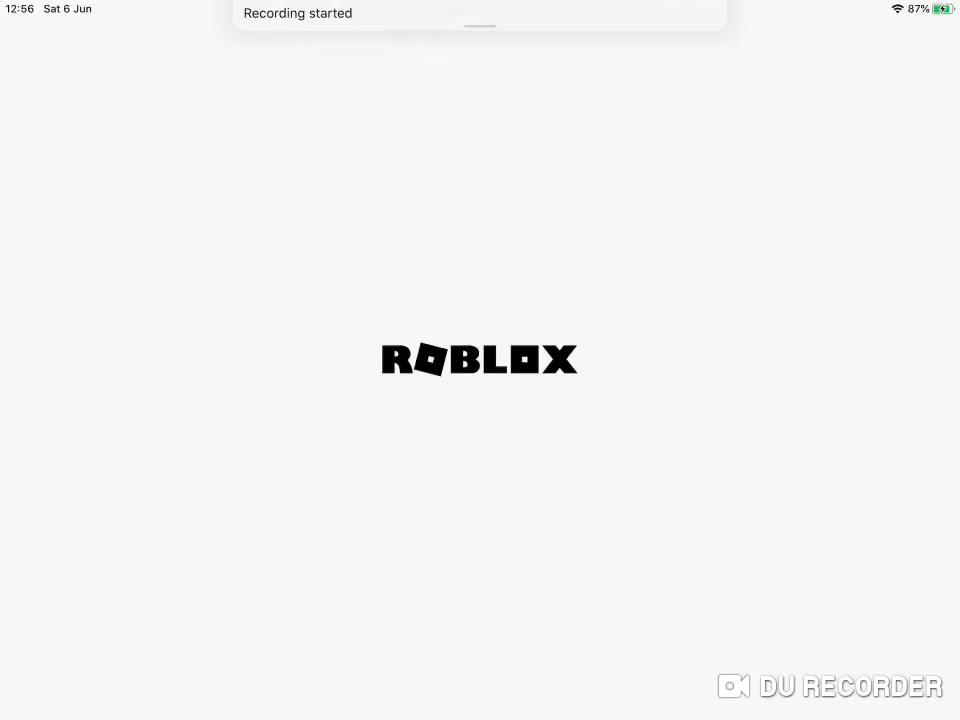 12:56 Sat 6 Jun
Recording started
87%
ROBLOX
DU RECORDER